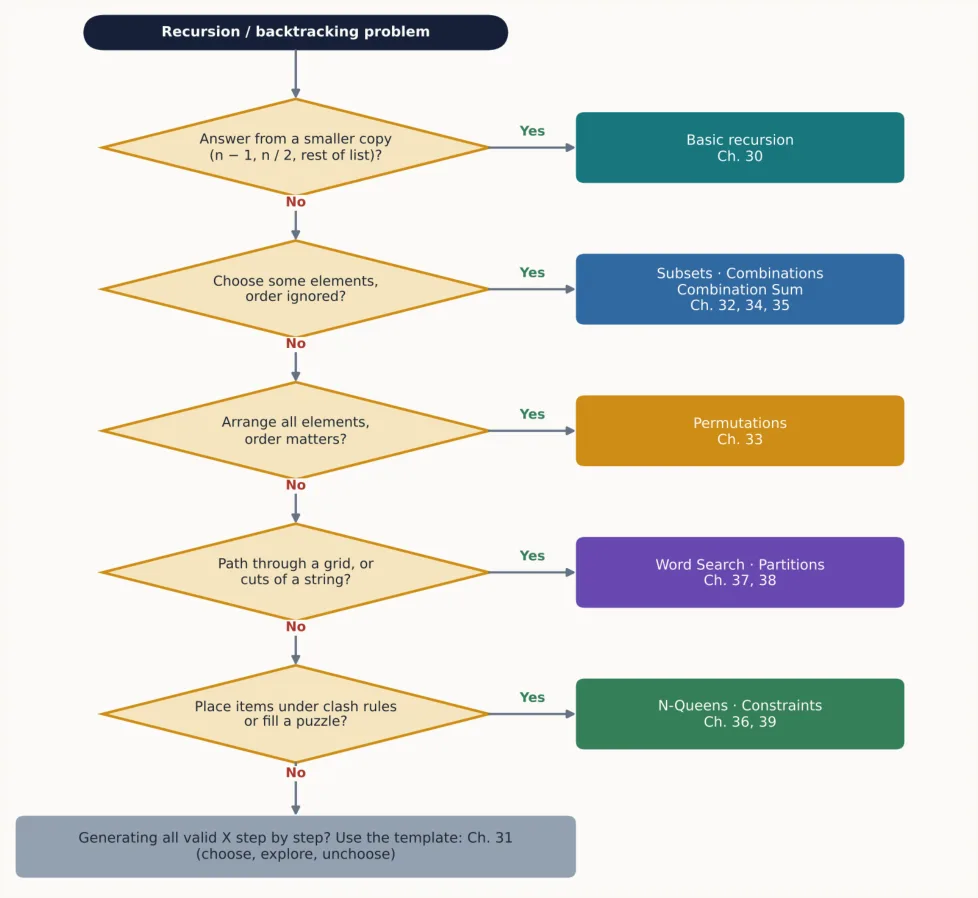 Recursion / backtracking problem
Answer from a smaller copy
(n − 1, n / 2, rest of list)?
Yes
Basic recursion
Ch. 30
No
Choose some elements,
order ignored?
Yes
Subsets · Combinations
Combination Sum
Ch. 32, 34, 35
No
Arrange all elements,
order matters?
Yes
Permutations
Ch. 33
No
Path through a grid, or
cuts of a string?
Yes
Word Search · Partitions
Ch. 37, 38
No
Place items under clash rules
or fill a puzzle?
Yes
N-Queens · Constraints
Ch. 36, 39
No
Generating all valid X step by step? Use the template: Ch. 31
(choose, explore, unchoose)